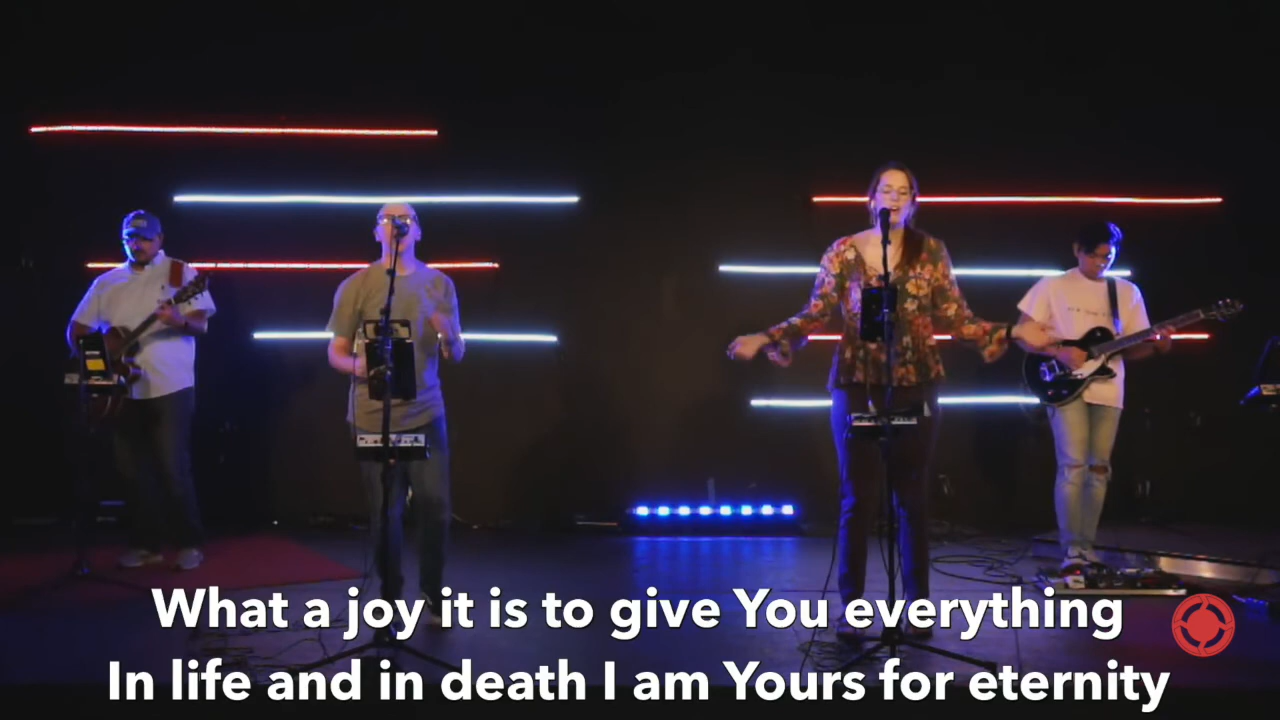 What a joy it is to give You everything
In life and in death I am Yours for eternity